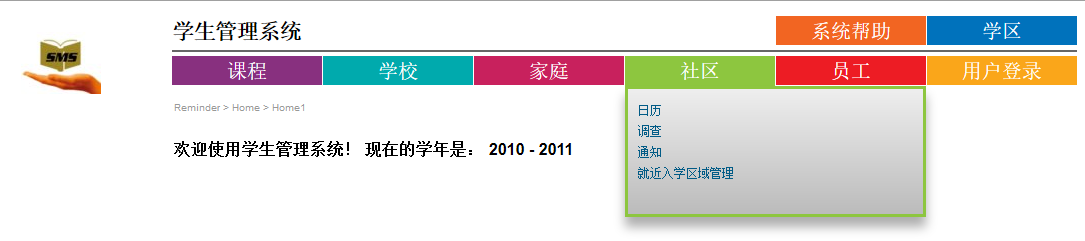 学生管理系统
系统帮助 学区
SMS
课程 学校 家庭 社区 员工 用户登录
Reminder > Home > Home1
欢迎使用学生管理系统！ 现在的学年是： 2010 - 2011
日历
调查
通知
就近入学区域管理